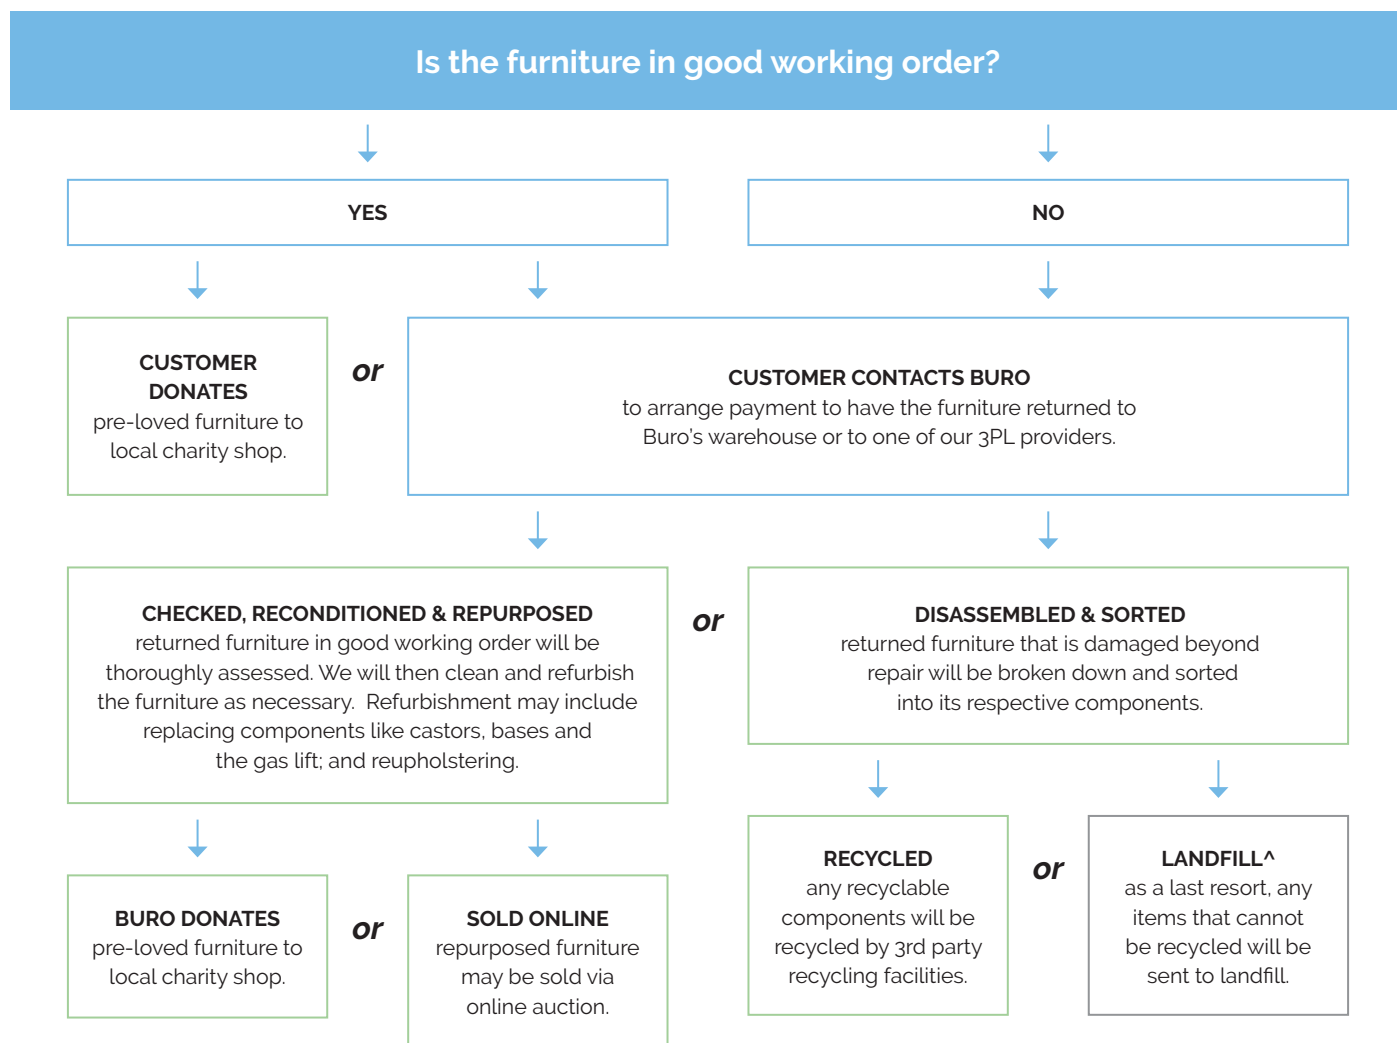 Is the furniture in good working order?
YES
NO
CUSTOMER
DONATES
pre-loved furniture to
local charity shop.
or
CUSTOMER CONTACTS BURO
to arrange payment to have the furniture returned to
Buro's warehouse or to one of our 3PL providers.
CHECKED, RECONDITIONED & REPURPOSED
returned furniture in good working order will be
thoroughly assessed. We will then clean and refurbish
the furniture as necessary.  Refurbishment may include
replacing components like castors, bases and
the gas lift; and reupholstering.
or
DISASSEMBLED & SORTED
returned furniture that is damaged beyond
repair will be broken down and sorted
into its respective components.
BURO DONATES
pre-loved furniture to
local charity shop.
or
SOLD ONLINE
repurposed furniture
may be sold via
online auction.
RECYCLED
any recyclable
components will be
recycled by 3rd party
recycling facilities.
or
LANDFILL^
as a last resort, any
items that cannot
be recycled will be
sent to landfill.